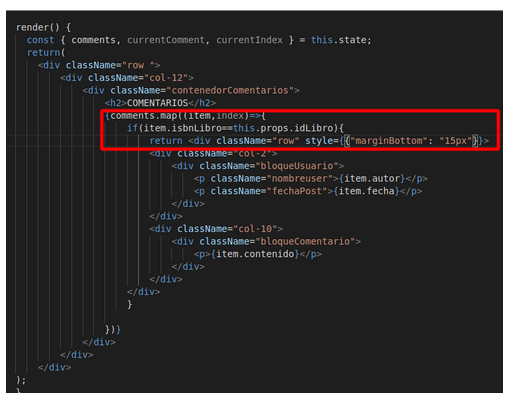 render() {
const { comments, currentComment, currentIndex } = this.state;
return(
<div className="row ">
<div className="col-12">
<div className="contenedorComentarios">
<h2>COMENTARIOS</h2>
{comments.map((item,index)=>{
if(item.isbnLibro==this.props.idLibro){
return <div className="row" style={{"marginBottom": "15px"}}>
<div className="col-2">
<div className="bloqueUsuario">
<p className="nombreuser">{item.autor}</p>
<p className="fechaPost">{item.fecha}</p>
</div>
</div>
<div className="col-10">
<div className="bloqueComentario">
<p>{item.contenido}</p>
</div>
</div>
</div>
}
})}
</div>
</div>
</div>
);
}